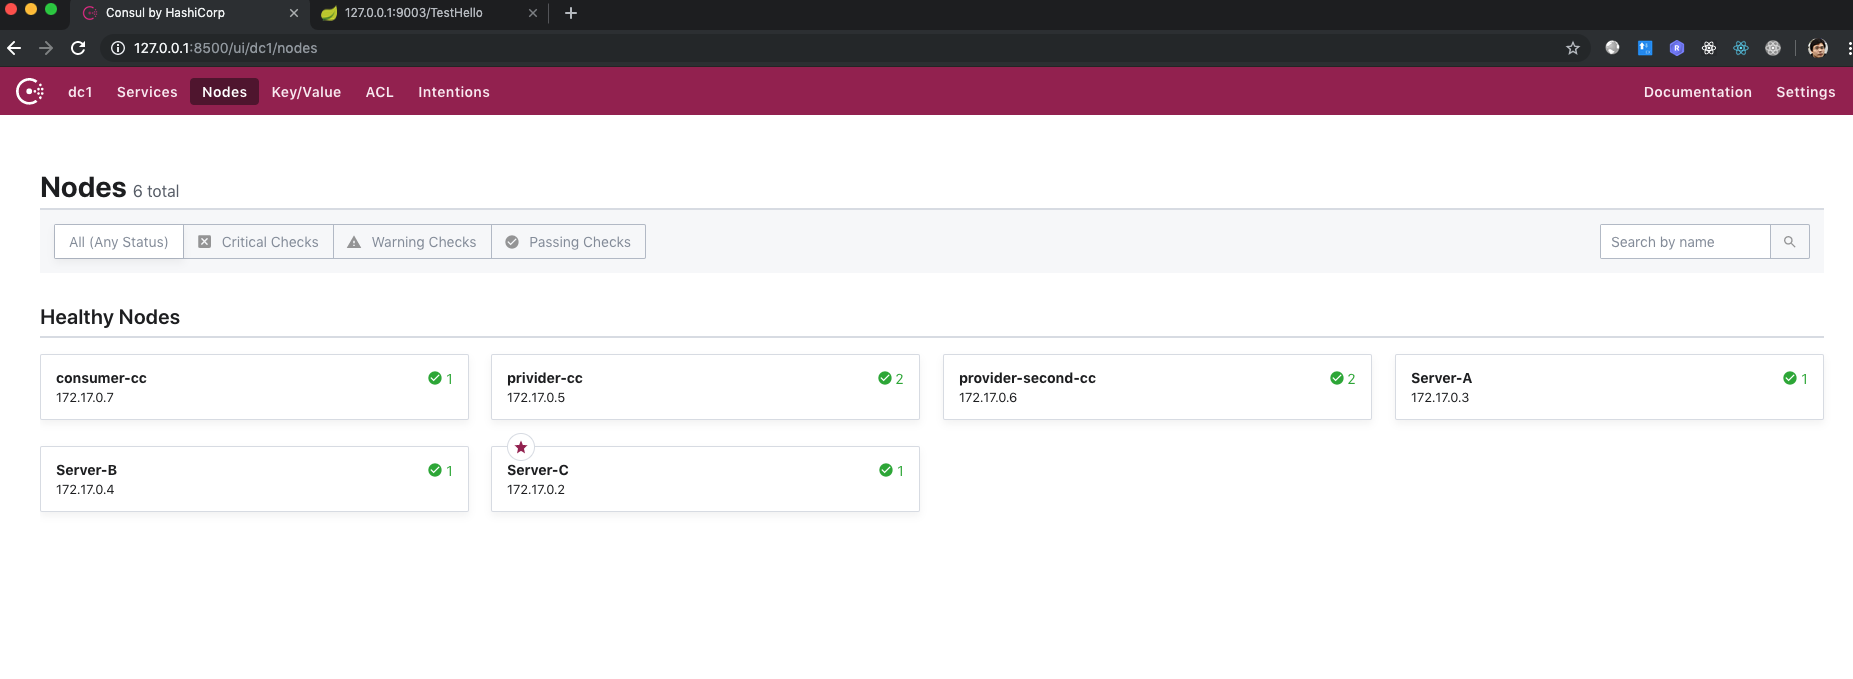 Consul by HashiCorp
127.0.0.1:9003/TestHello
127.0.0.1:8500/ui/dc1/nodes
dc1 Services Nodes Key/Value ACL Intentions Documentation Settings
Nodes 6 total
All (Any Status) Critical Checks Warning Checks Passing Checks Search by name
Healthy Nodes
consumer-cc 1
172.17.0.7
privider-cc 2
172.17.0.5
provider-second-cc 2
172.17.0.6
Server-A 1
172.17.0.3
Server-B 1
172.17.0.4
Server-C 1
172.17.0.2